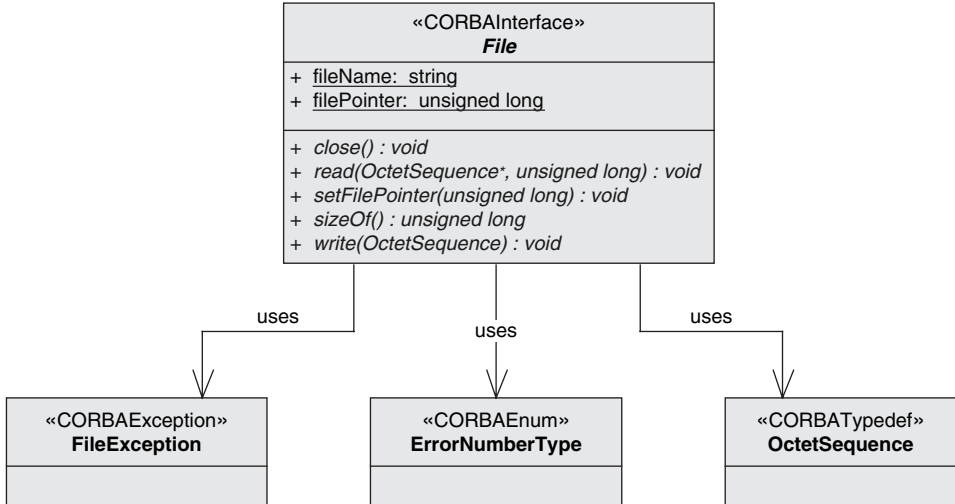 «CORBAInterface»
File
+ fileName: string
+ filePointer: unsigned long
+ close() : void
+ read(OctetSequence*, unsigned long) : void
+ setFilePointer(unsigned long) : void
+ sizeOf() : unsigned long
+ write(OctetSequence) : void
uses
uses
uses
«CORBAException»
FileException
«CORBAEnum»
ErrorNumberType
«CORBATypedef»
OctetSequence